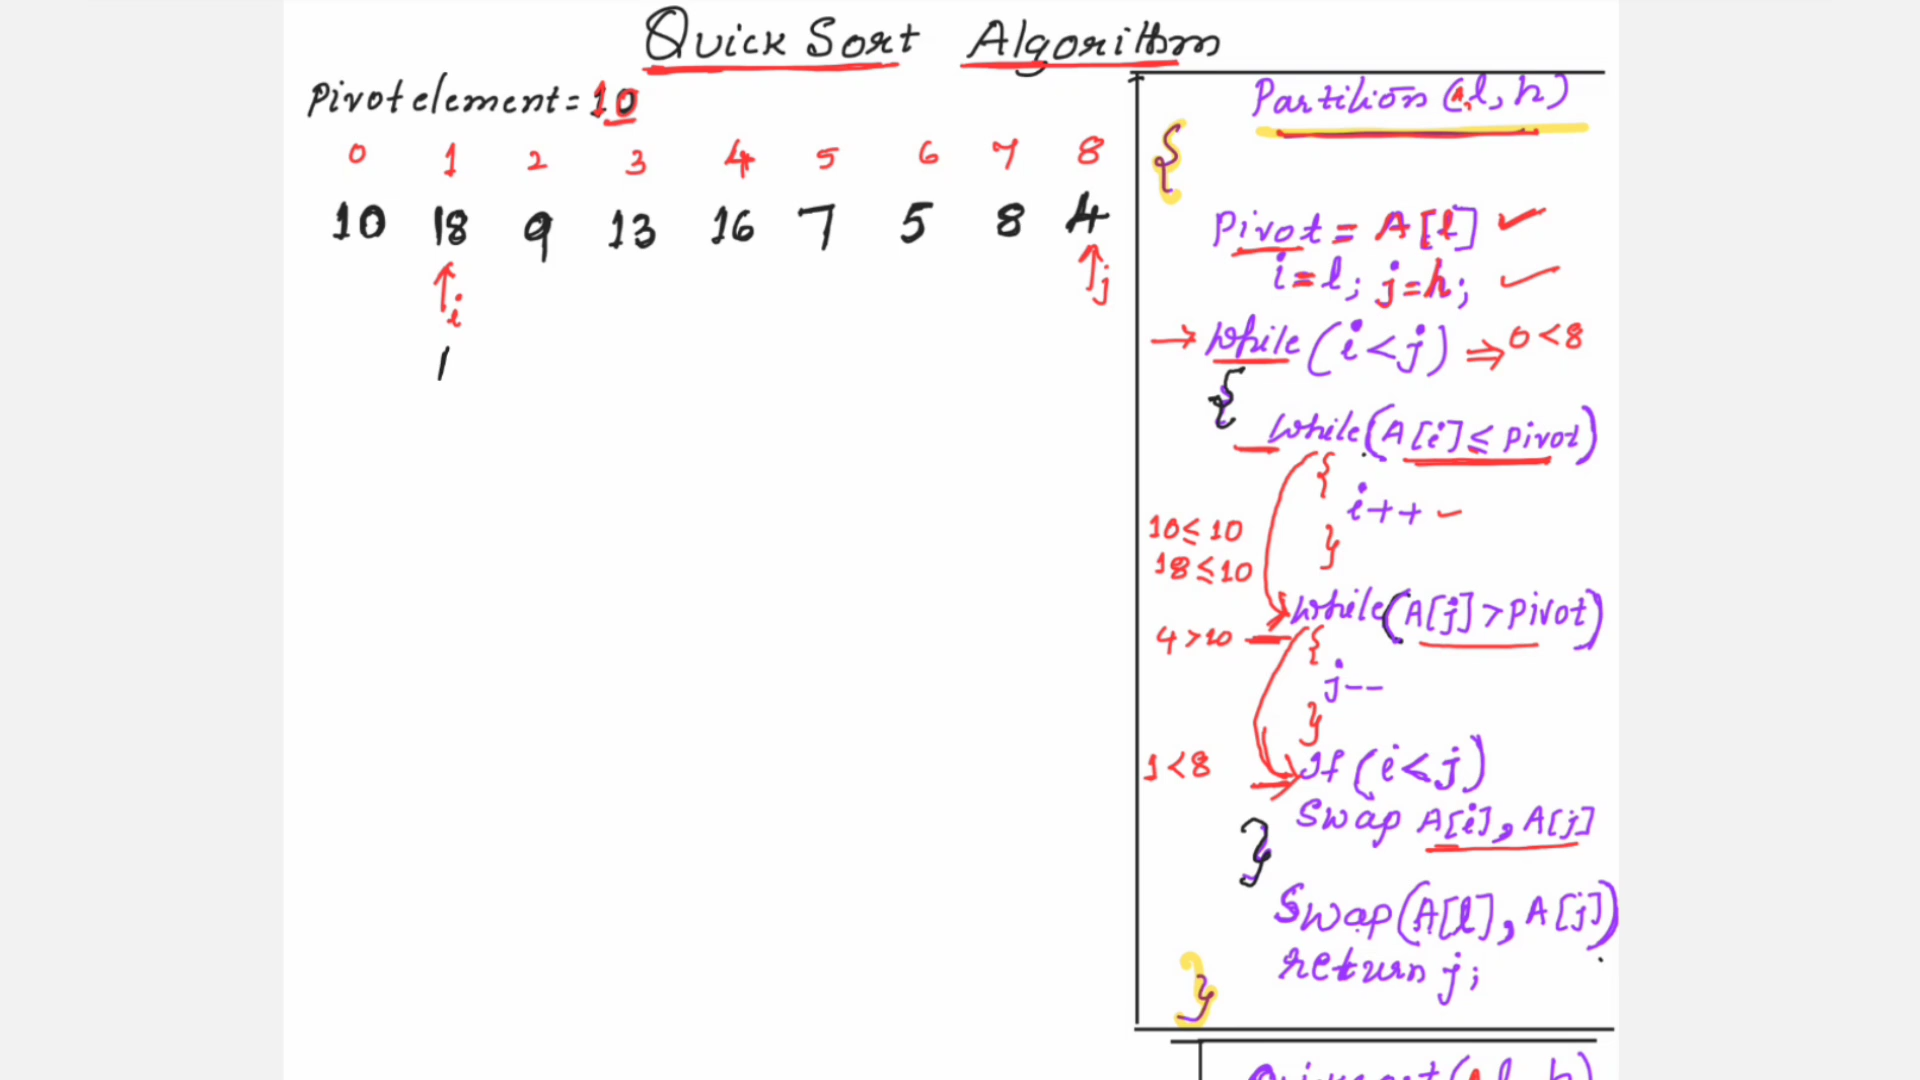 Quick Sort Algorithm
Pivot element = 10
0 1 2 3 4 5 6 7 8
10 18 9 13 16 7 5 8 4
i j
1
Partition (A, l, h)
{
Pivot = A[l]
i = l; j = h;
while (i < j) ⇒ 0 < 8
{
while (A[i] ≤ pivot)
{
i++
10 ≤ 10
}
18 ≤ 10
while (A[j] > pivot)
4 > 10
{
j--
}
1 < 8
If (i < j)
Swap A[i], A[j]
}
Swap (A[l], A[j])
return j;
}